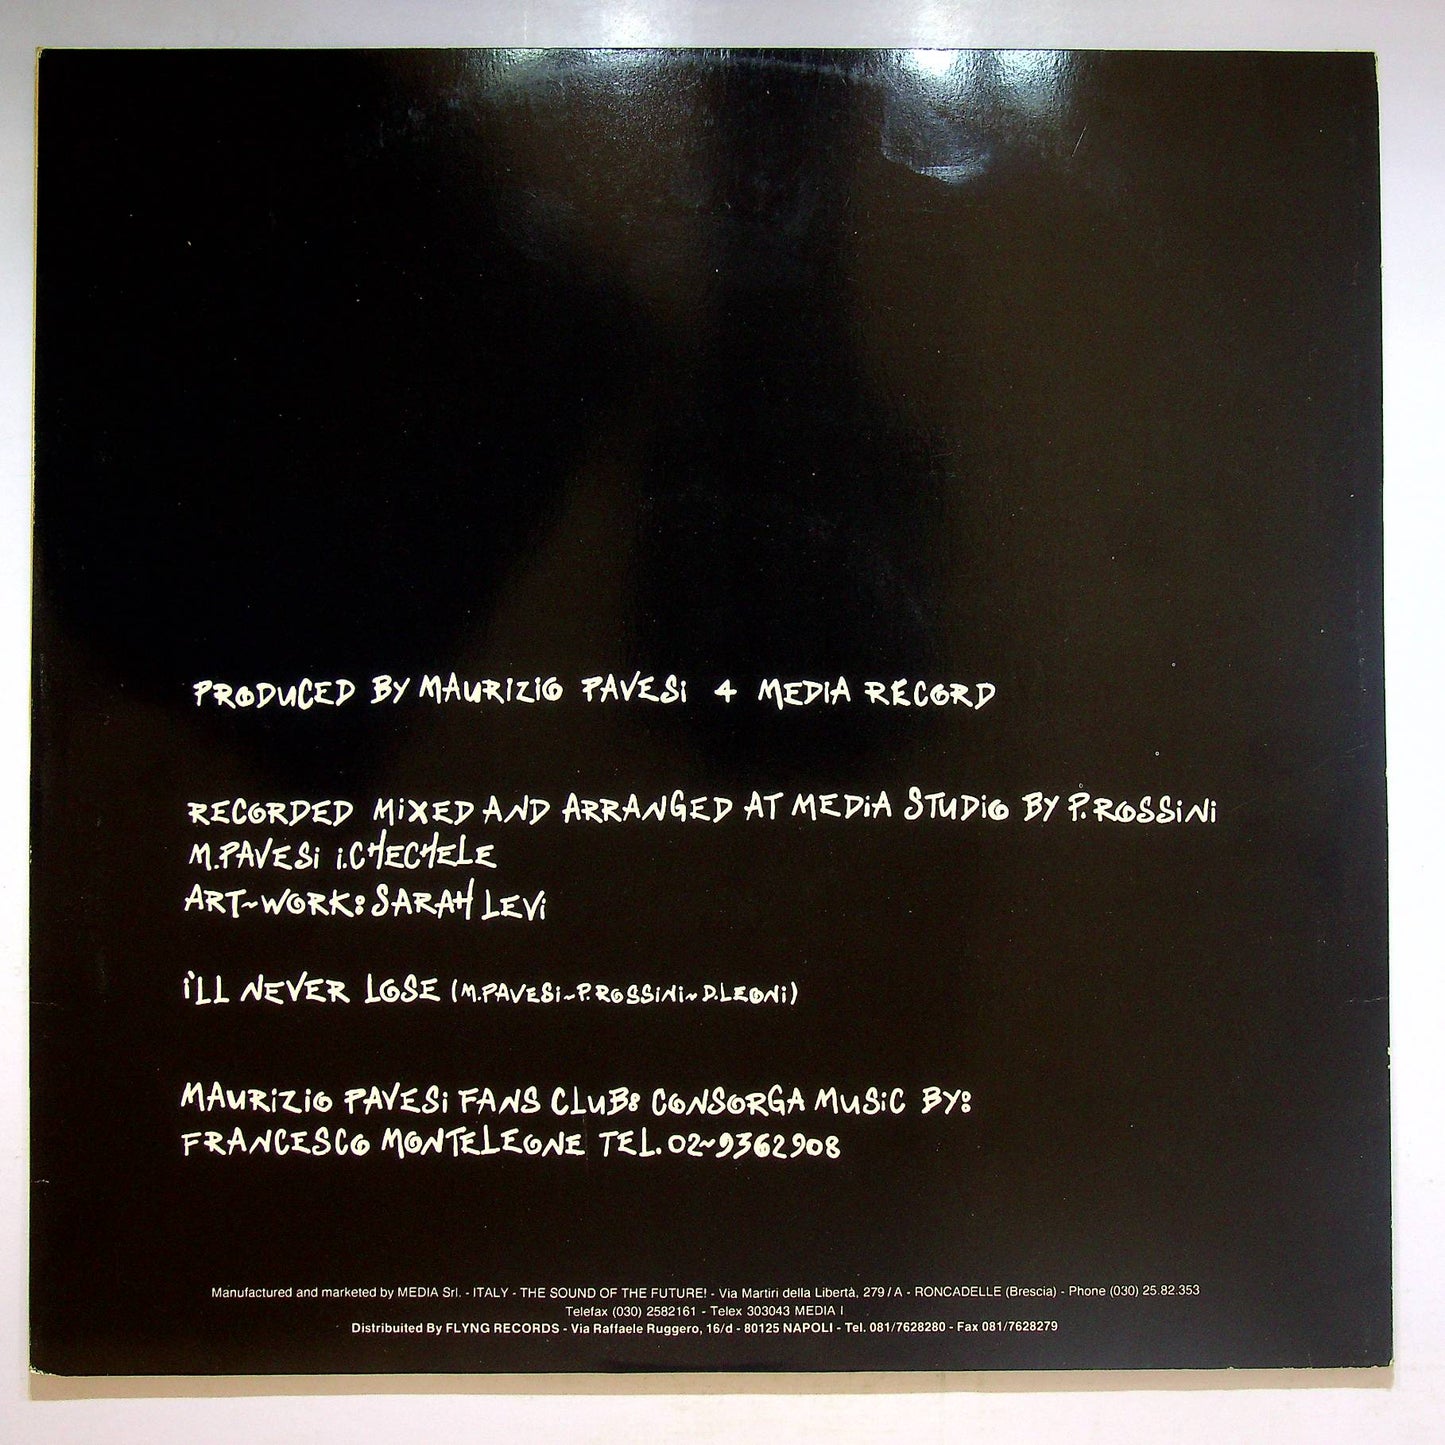 PRODUCED BY MAURIZIO PAVESi 4 MEDIA RECORD
RECORDED MiXED AND ARRANGED AT MEDiA STUDIO BY P.ROSSiNi
M.PAVESi i.CHECHELE
ART~WORK: SARAH LEVi
i'LL NEVER LOSE (M.PAVESi~P.ROSSiNi~D.LEONi)
MAURiZiO PAVESi FANS CLUB: CONSORGA MUSiC BY:
FRANCESCO MONTELEONE TEL. 02~9362908
Manufactured and marketed by MEDIA Srl. - ITALY - THE SOUND OF THE FUTURE! - Via Martiri della Libertà, 279 / A - RONCADELLE (Brescia) - Phone (030) 25.82.353
Telefax (030) 2582161 - Telex 303043 MEDIA I
Distribuited By FLYNG RECORDS - Via Raffaele Ruggero, 16/d - 80125 NAPOLI - Tel. 081/7628280 - Fax 081/7628279